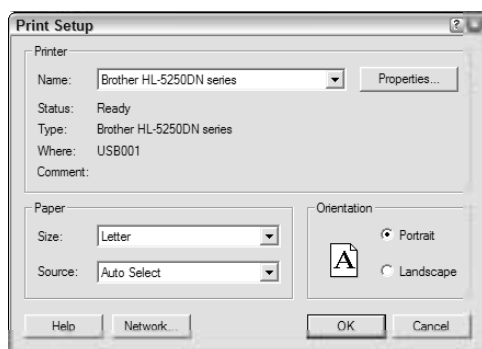 Print Setup
Printer
Name: Brother HL-5250DN series Properties...
Status: Ready
Type: Brother HL-5250DN series
Where: USB001
Comment:
Paper Orientation
Size: Letter Portrait
A
Source: Auto Select Landscape
Help Network... OK Cancel